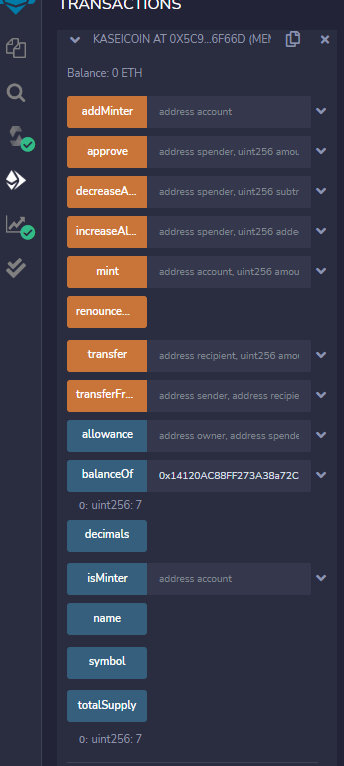 TRANSACTIONS
KASEICOIN AT 0X5C9...6F66D (MEM
Balance: 0 ETH
addMinter address account
approve address spender, uint256 amou
decreaseA... address spender, uint256 subtr
increaseAl... address spender, uint256 adde
mint address account, uint256 amou
renounce...
transfer address recipient, uint256 amou
transferFr... address sender, address recipie
allowance address owner, address spende
balanceOf 0x14120AC88FF273A38a72C
0: uint256: 7
decimals
isMinter address account
name
symbol
totalSupply
0: uint256: 7